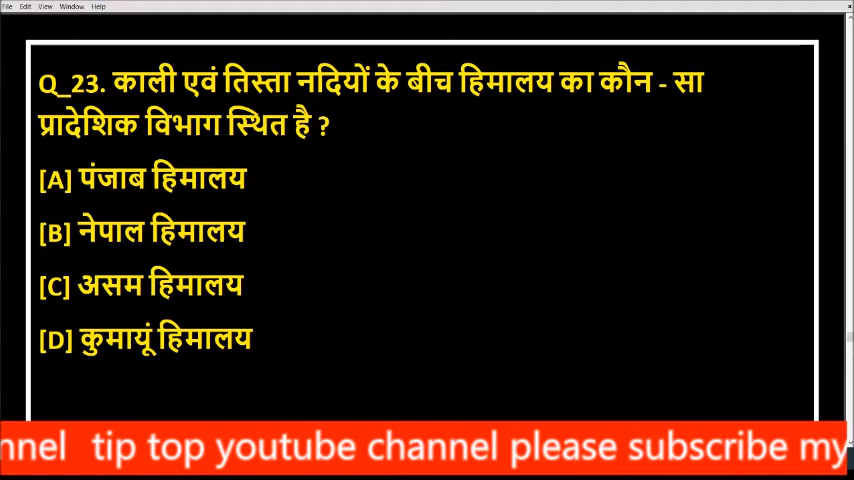 File Edit View Window Help
Q_23. काली एवं तिस्ता नदियों के बीच हिमालय का कौन - सा
प्रादेशिक विभाग स्थित है ?
[A] पंजाब हिमालय
[B] नेपाल हिमालय
[C] असम हिमालय
[D] कुमायूं हिमालय
nnel tip top youtube channel please subscribe my